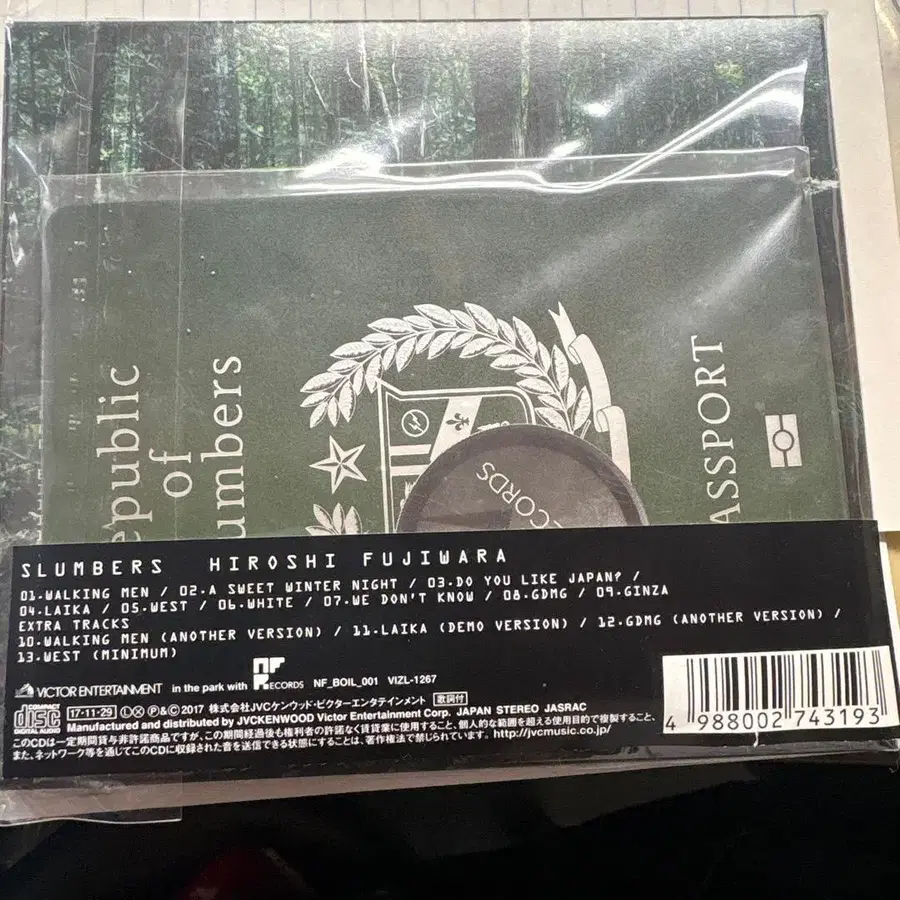 epublic
of
umbers
ASSPORT
CORDS
SLUMBERS HIROSHI FUJIWARA
01.WALKING MEN / 02.A SWEET WINTER NIGHT / 03.DO YOU LIKE JAPAN? /
04.LAIKA / 05.WEST / 06.WHITE / 07.WE DON'T KNOW / 08.GDMG / 09.GINZA
EXTRA TRACKS
10.WALKING MEN (ANOTHER VERSION) / 11.LAIKA (DEMO VERSION) / 12.GDMG (ANOTHER VERSION) /
13.WEST (MINIMUM)
VICTOR ENTERTAINMENT in the park with NF RECORDS NF_BOIL_001 VIZL-1267
COMPACT disc DIGITAL AUDIO
17・11・29 Ⓛ Ⓧ Ⓟ&Ⓒ 2017 株式会社JVCケンウッド・ビクターエンタテインメント 歌詞付
Manufactured and distributed by JVCKENWOOD Victor Entertainment Corp. JAPAN STEREO JASRAC
このCDは一定期間貸与非許諾商品ですが、この期間経過後も権利者の許諾なく賃貸業に使用すること、個人的な範囲を超える使用目的で複製すること、
また、ネットワーク等を通じてこのCDに収録された音を送信できる状態にすることは、著作権法で禁じられています。http://jvcmusic.co.jp/
4 988002 743193